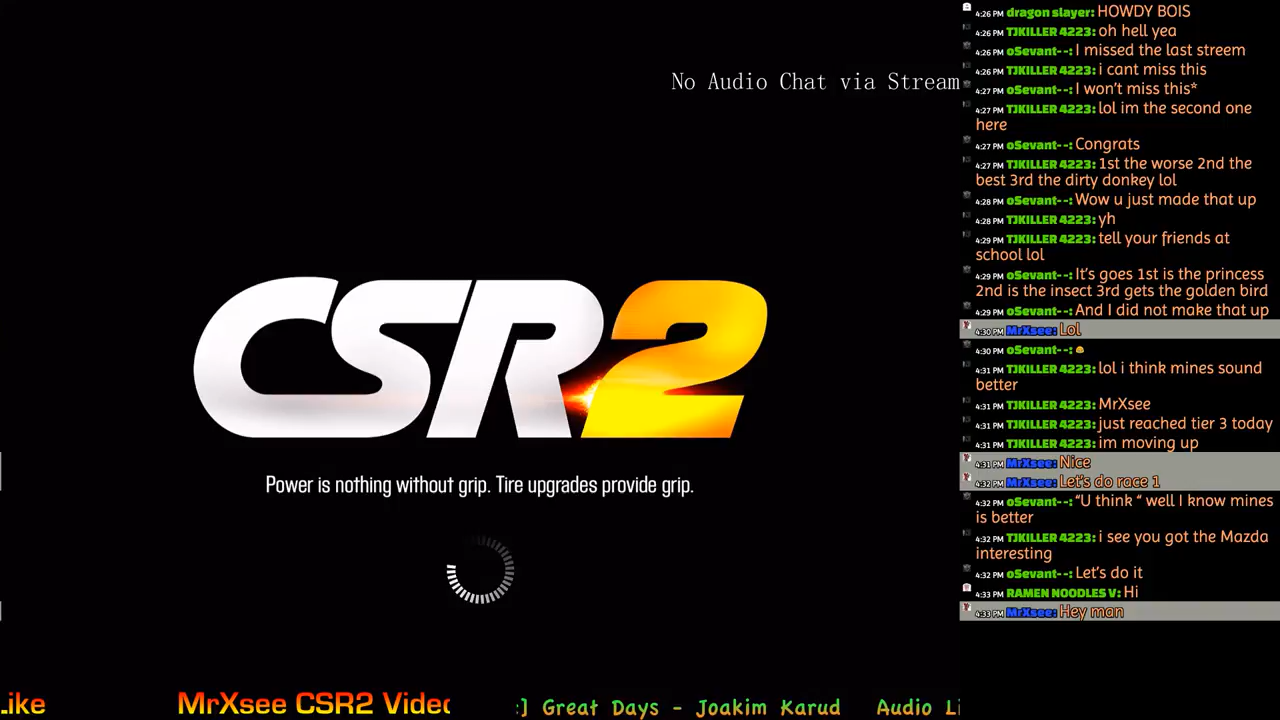 No Audio Chat via Stream
CSR2
Power is nothing without grip. Tire upgrades provide grip.
Like
MrXsee CSR2 Video
:] Great Days - Joakim Karud Audio Li
4:26 PM dragon slayer: HOWDY BOIS
4:26 PM TJKILLER 4223: oh hell yea
4:26 PM oSevant--: I missed the last streem
4:26 PM TJKILLER 4223: i cant miss this
4:27 PM oSevant--: I won't miss this*
4:27 PM TJKILLER 4223: lol im the second one
here
4:27 PM oSevant--: Congrats
4:27 PM TJKILLER 4223: 1st the worse 2nd the
best 3rd the dirty donkey lol
4:28 PM oSevant--: Wow u just made that up
4:28 PM TJKILLER 4223: yh
4:29 PM TJKILLER 4223: tell your friends at
school lol
4:29 PM oSevant--: It's goes 1st is the princess
2nd is the insect 3rd gets the golden bird
4:29 PM oSevant--: And I did not make that up
4:30 PM MrXsee: Lol
4:30 PM oSevant--:
4:31 PM TJKILLER 4223: lol i think mines sound
better
4:31 PM TJKILLER 4223: MrXsee
4:31 PM TJKILLER 4223: just reached tier 3 today
4:31 PM TJKILLER 4223: im moving up
4:31 PM MrXsee: Nice
4:32 PM MrXsee: Let's do race 1
4:32 PM oSevant--: “U think “ well I know mines
is better
4:32 PM TJKILLER 4223: i see you got the Mazda
interesting
4:32 PM oSevant--: Let's do it
4:33 PM RAMEN NOODLES V: Hi
4:33 PM MrXsee: Hey man